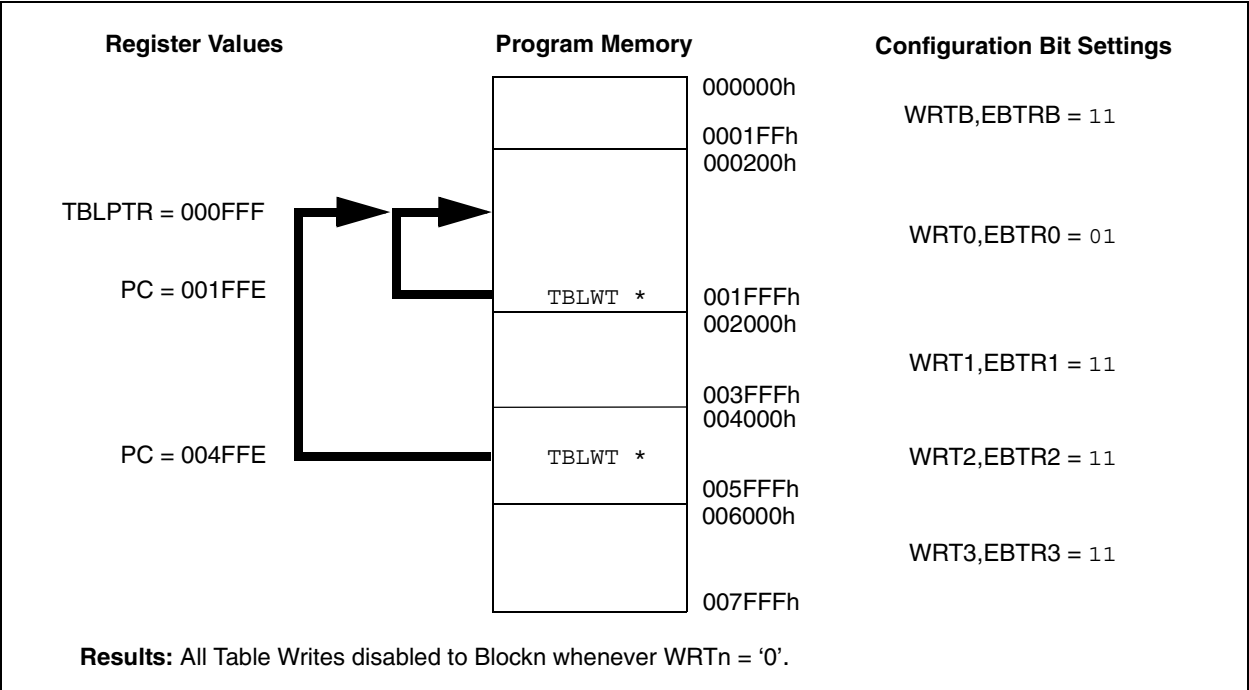 Register Values Program Memory Configuration Bit Settings
000000h
WRTB,EBTRB = 11
0001FFh
000200h
TBLPTR = 000FFF
WRT0,EBTR0 = 01
PC = 001FFE TBLWT * 001FFFh
002000h
WRT1,EBTR1 = 11
003FFFh
004000h
PC = 004FFE TBLWT * WRT2,EBTR2 = 11
005FFFh
006000h
WRT3,EBTR3 = 11
007FFFh
Results: All Table Writes disabled to Blockn whenever WRTn = ‘0’.